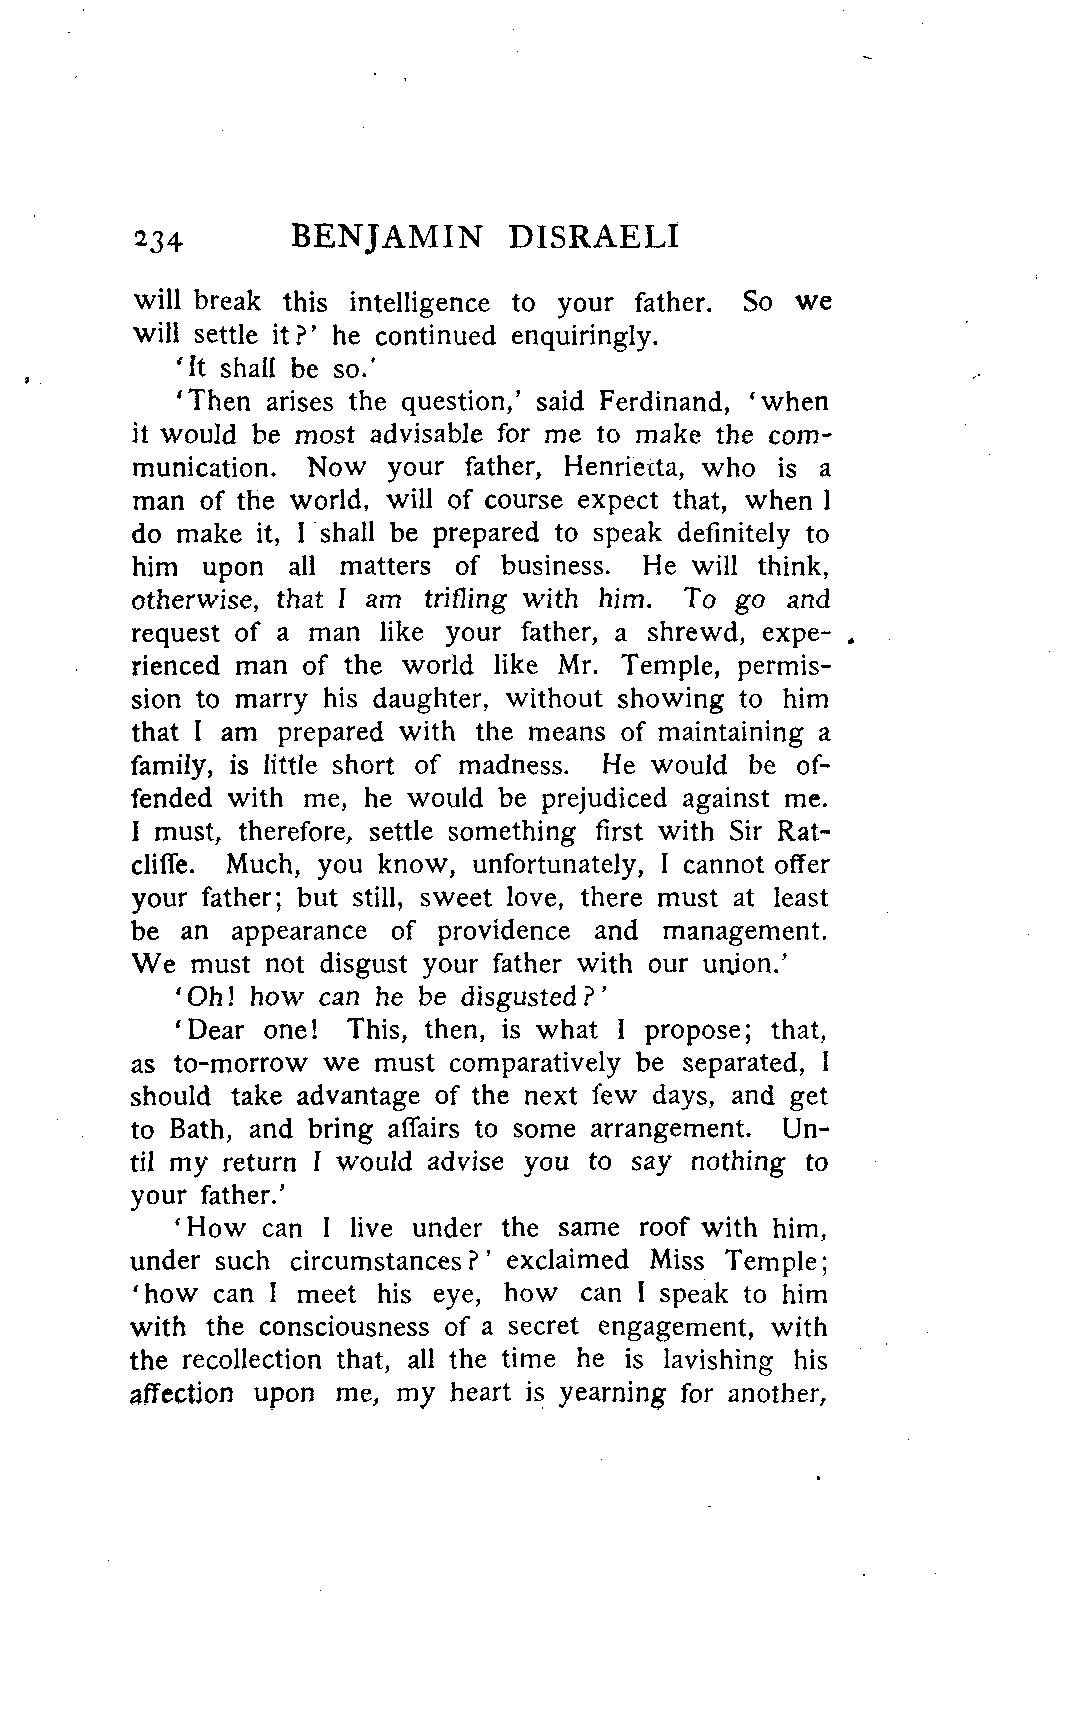 234 BENJAMIN DISRAELI
will break this intelligence to your father. So we
will settle it?' he continued enquiringly.
'It shall be so.'
'Then arises the question,' said Ferdinand, 'when
it would be most advisable for me to make the com-
munication. Now your father, Henrietta, who is a
man of the world, will of course expect that, when I
do make it, I shall be prepared to speak definitely to
him upon all matters of business. He will think,
otherwise, that I am trifling with him. To go and
request of a man like your father, a shrewd, expe-
rienced man of the world like Mr. Temple, permis-
sion to marry his daughter, without showing to him
that I am prepared with the means of maintaining a
family, is little short of madness. He would be of-
fended with me, he would be prejudiced against me.
I must, therefore, settle something first with Sir Rat-
cliffe. Much, you know, unfortunately, I cannot offer
your father; but still, sweet love, there must at least
be an appearance of providence and management.
We must not disgust your father with our union.'
'Oh! how can he be disgusted?'
'Dear one! This, then, is what I propose; that,
as to-morrow we must comparatively be separated, I
should take advantage of the next few days, and get
to Bath, and bring affairs to some arrangement. Un-
til my return I would advise you to say nothing to
your father.'
'How can I live under the same roof with him,
under such circumstances?' exclaimed Miss Temple;
'how can I meet his eye, how can I speak to him
with the consciousness of a secret engagement, with
the recollection that, all the time he is lavishing his
affection upon me, my heart is yearning for another,